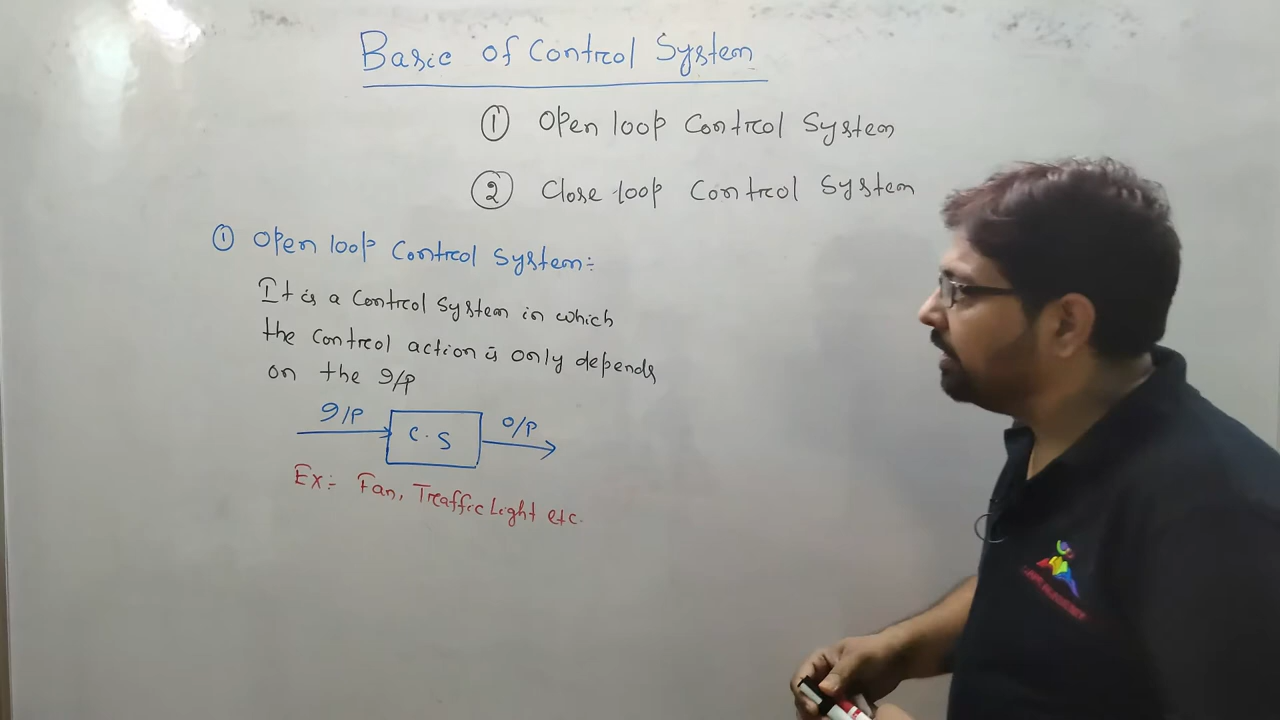 Basic of Control System
① Open loop Control System
② Close loop Control System
① Open loop Control System:-
It is a Control System in which
the Control action is only depends
on the I/P
I/P
C.S
O/P
Ex:- Fan, Traffic Light etc.